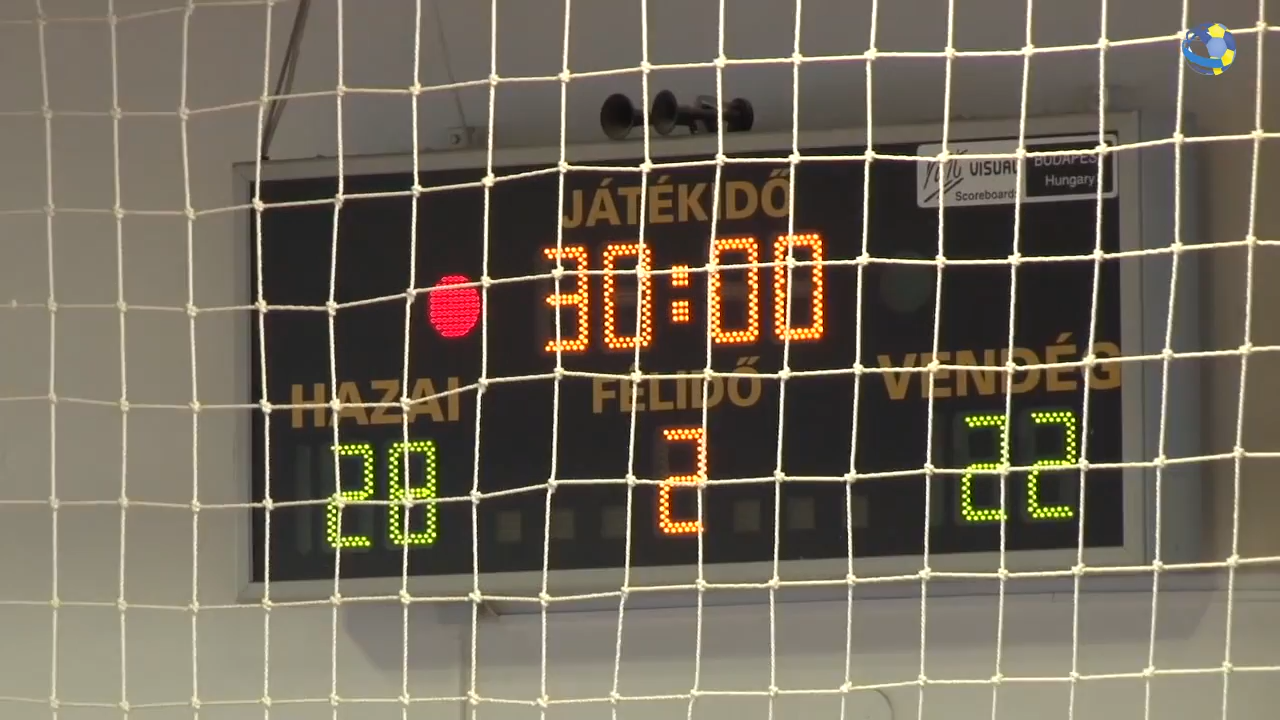 VISUAL BUDAPEST
Hungary
Scoreboards
JÁTÉKIDŐ
30:00
HAZAI FÉLIDŐ VENDÉG
28 2 22